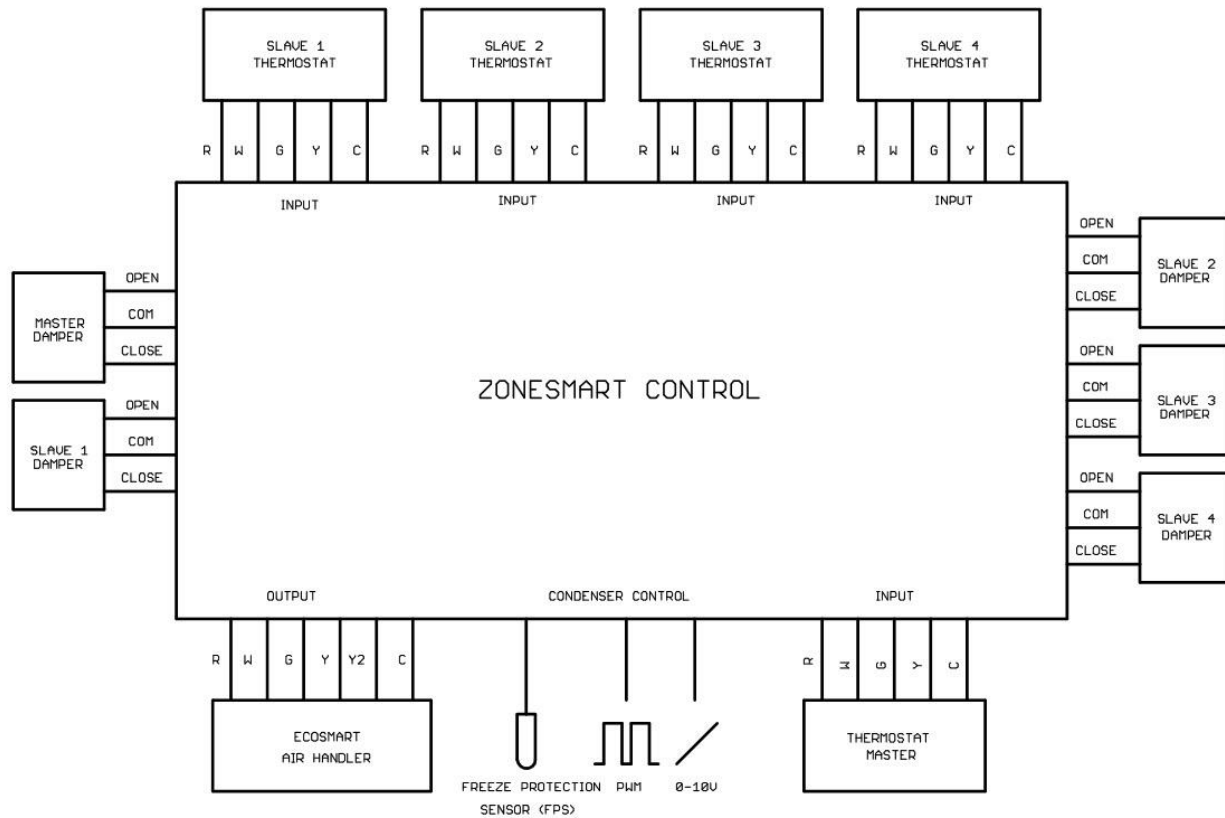 SLAVE 1
THERMOSTAT
SLAVE 2
THERMOSTAT
SLAVE 3
THERMOSTAT
SLAVE 4
THERMOSTAT
R W G Y C
R W G Y C
R W G Y C
R W G Y C
INPUT
INPUT
INPUT
INPUT
MASTER
DAMPER
OPEN
COM
CLOSE
SLAVE 1
DAMPER
OPEN
COM
CLOSE
ZONESMART CONTROL
OPEN
COM
CLOSE
SLAVE 2
DAMPER
OPEN
COM
CLOSE
SLAVE 3
DAMPER
OPEN
COM
CLOSE
SLAVE 4
DAMPER
OUTPUT
CONDENSER CONTROL
INPUT
R W G Y Y2 C
R W G Y C
ECOSMART
AIR HANDLER
FREEZE PROTECTION
SENSOR (FPS)
PWM
0-10V
THERMOSTAT
MASTER